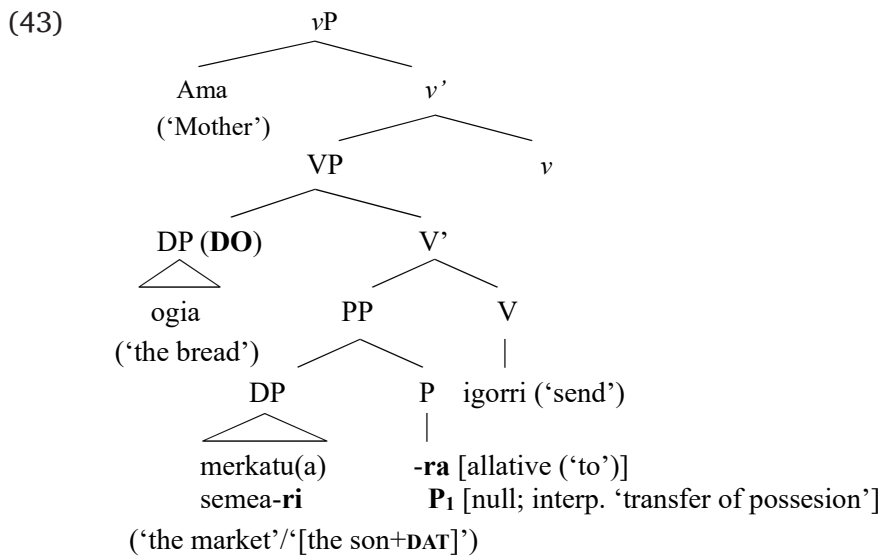 (43) vP
Ama v’
(‘Mother’)
VP v
DP (DO) V’
ogia PP V
(‘the bread’)
DP P igorri (‘send’)
merkatu(a) -ra [allative (‘to’)]
semea-ri P₁ [null; interp. ‘transfer of possesion’]
(‘the market’/‘[the son+DAT]’)